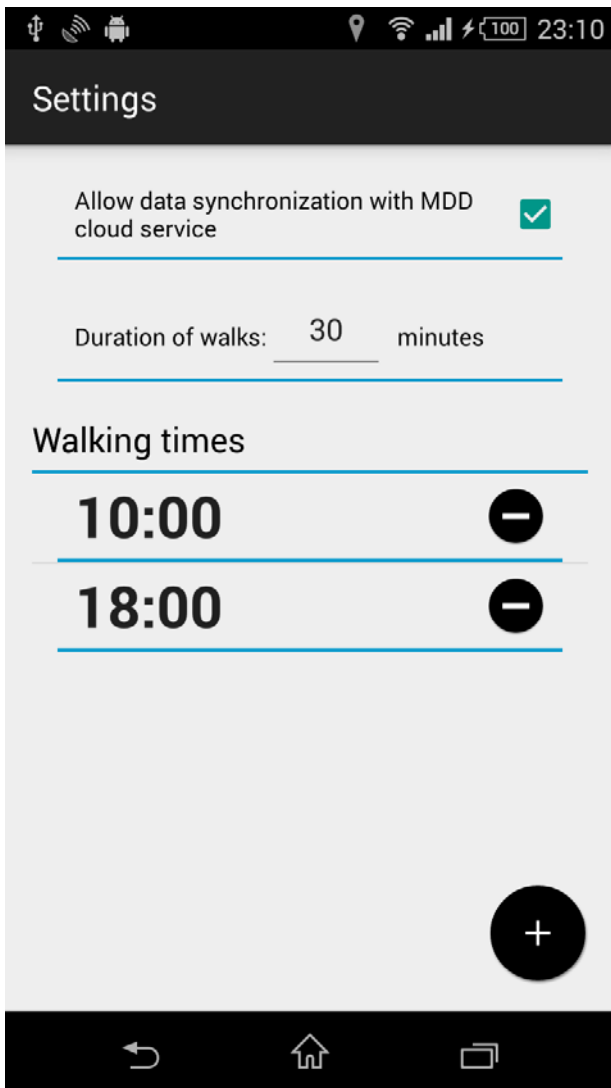 100 23:10
Settings
Allow data synchronization with MDD
cloud service
Duration of walks: 30 minutes
Walking times
10:00
18:00